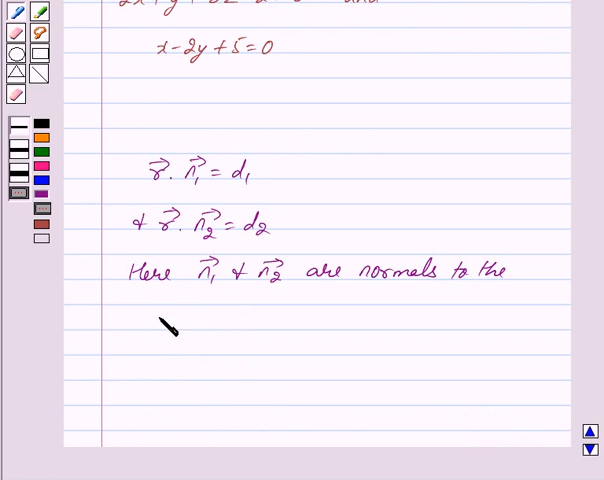 x - 2y + 5 = 0
r⃗ . n⃗₁ = d₁
& r⃗ . n⃗₂ = d₂
Here n⃗₁ & n⃗₂ are normals to the